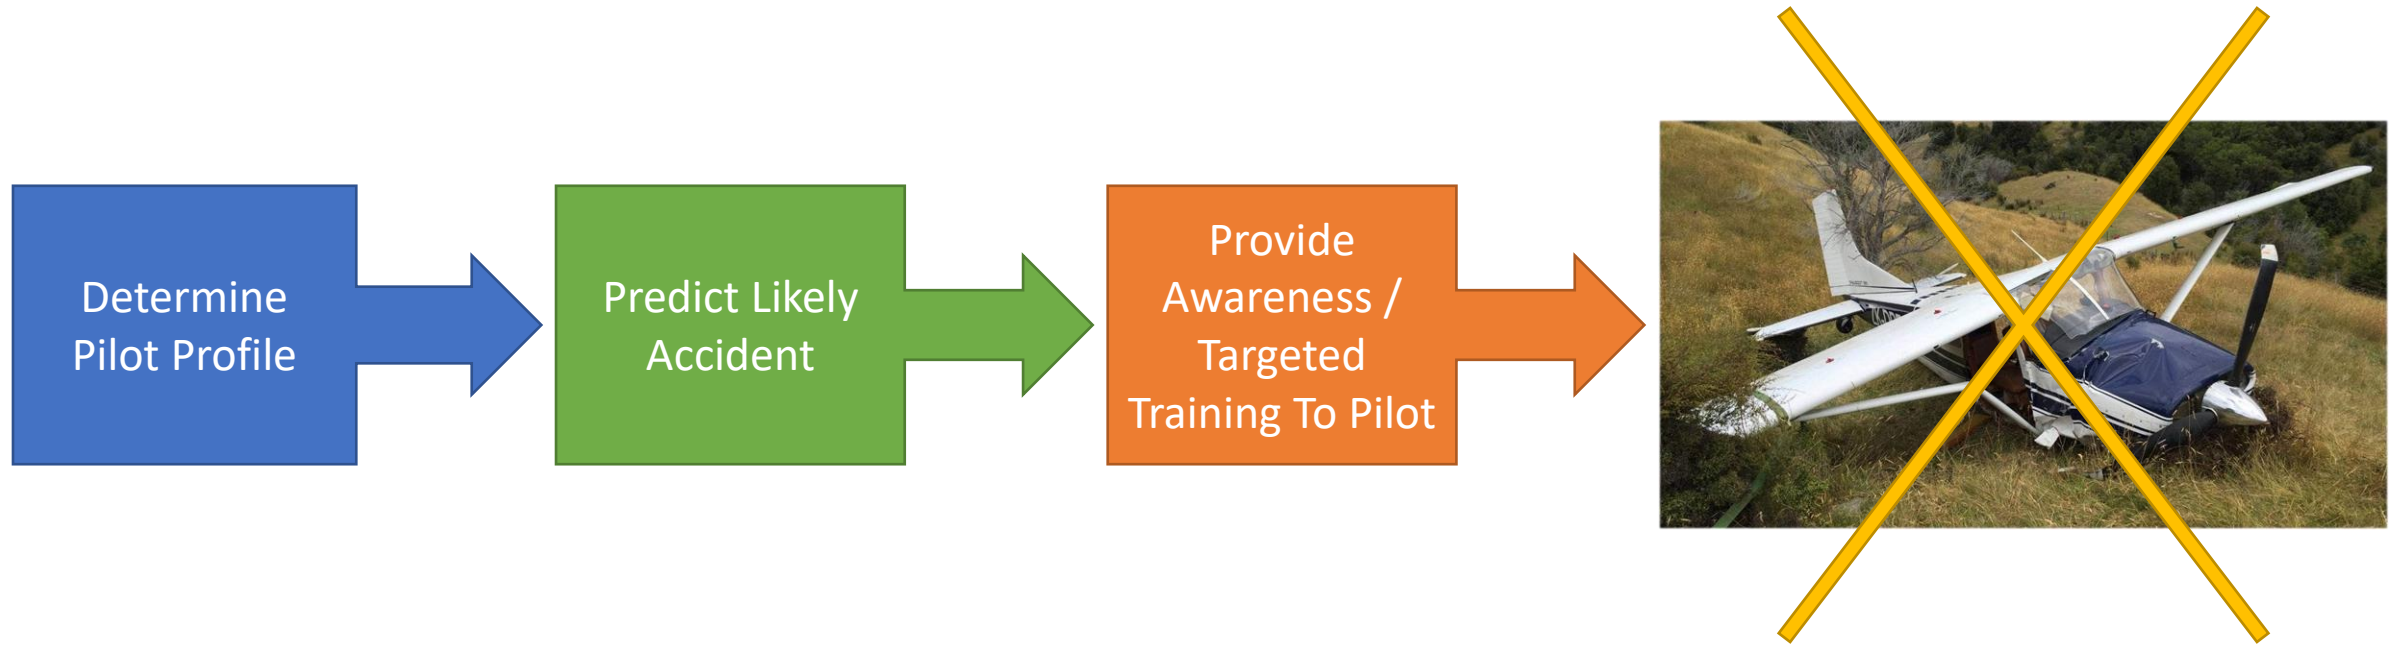 Determine
Pilot Profile
Predict Likely
Accident
Provide
Awareness /
Targeted
Training To Pilot